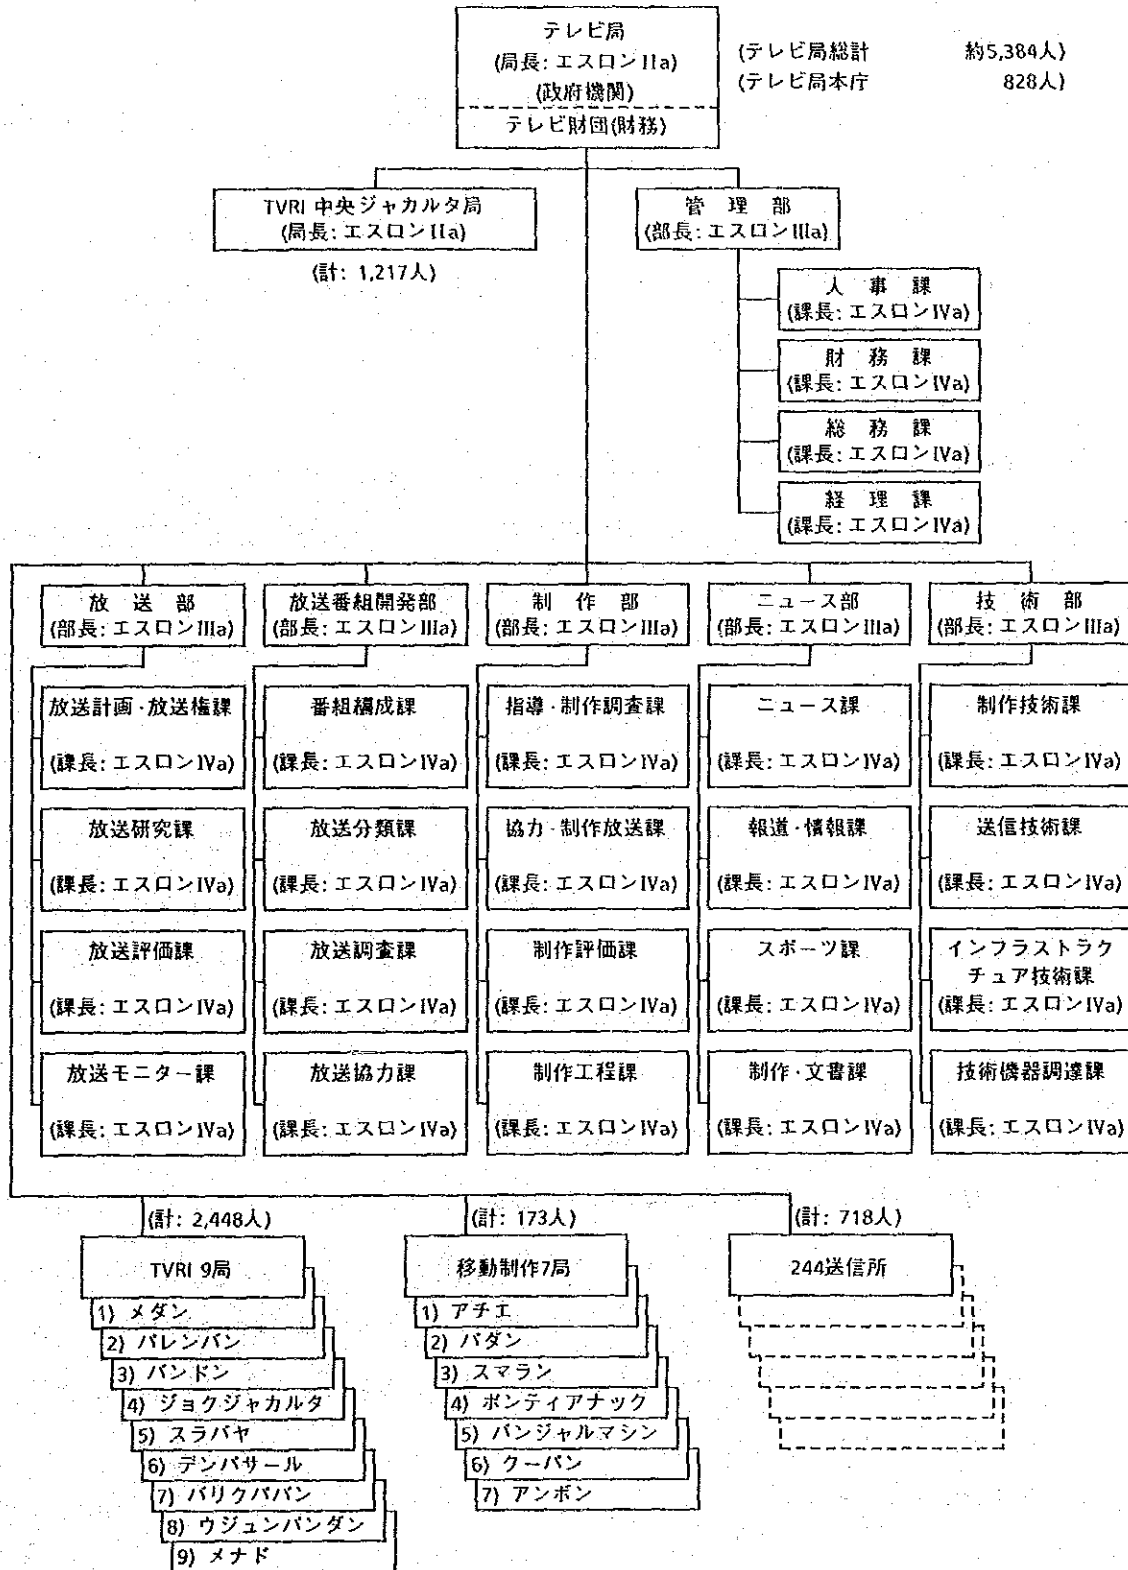 テレビ局
(局長: エスロンIIa)
(政府機関)
テレビ財団(財務)
(テレビ局総計 約5,384人)
(テレビ局本庁 828人)
TVRI 中央ジャカルタ局
(局長: エスロンIIa)
(計: 1,217人)
管理部
(部長: エスロンIIIa)
人事課
(課長: エスロンIVa)
財務課
(課長: エスロンIVa)
総務課
(課長: エスロンIVa)
経理課
(課長: エスロンIVa)
放送部
(部長: エスロンIIIa)
放送番組開発部
(部長: エスロンIIIa)
制作部
(部長: エスロンIIIa)
ニュース部
(部長: エスロンIIIa)
技術部
(部長: エスロンIIIa)
放送計画・放送権課
(課長: エスロンIVa)
番組構成課
(課長: エスロンIVa)
指導・制作調査課
(課長: エスロンIVa)
ニュース課
(課長: エスロンIVa)
制作技術課
(課長: エスロンIVa)
放送研究課
(課長: エスロンIVa)
放送分類課
(課長: エスロンIVa)
協力・制作放送課
(課長: エスロンIVa)
報道・情報課
(課長: エスロンIVa)
送信技術課
(課長: エスロンIVa)
放送評価課
(課長: エスロンIVa)
放送調査課
(課長: エスロンIVa)
制作評価課
(課長: エスロンIVa)
スポーツ課
(課長: エスロンIVa)
インフラストラク
チュア技術課
(課長: エスロンIVa)
放送モニター課
(課長: エスロンIVa)
放送協力課
(課長: エスロンIVa)
制作工程課
(課長: エスロンIVa)
制作・文書課
(課長: エスロンIVa)
技術機器調達課
(課長: エスロンIVa)
(計: 2,448人)
TVRI 9局
1) メダン
2) パレンバン
3) バンドン
4) ジョクジャカルタ
5) スラバヤ
6) デンパサール
7) バリクパパン
8) ウジュンパンダン
9) メナド
(計: 173人)
移動制作7局
1) アチエ
2) パダン
3) スマラン
4) ポンティアナック
5) バンジャルマシン
6) クーパン
7) アンボン
(計: 718人)
244送信所